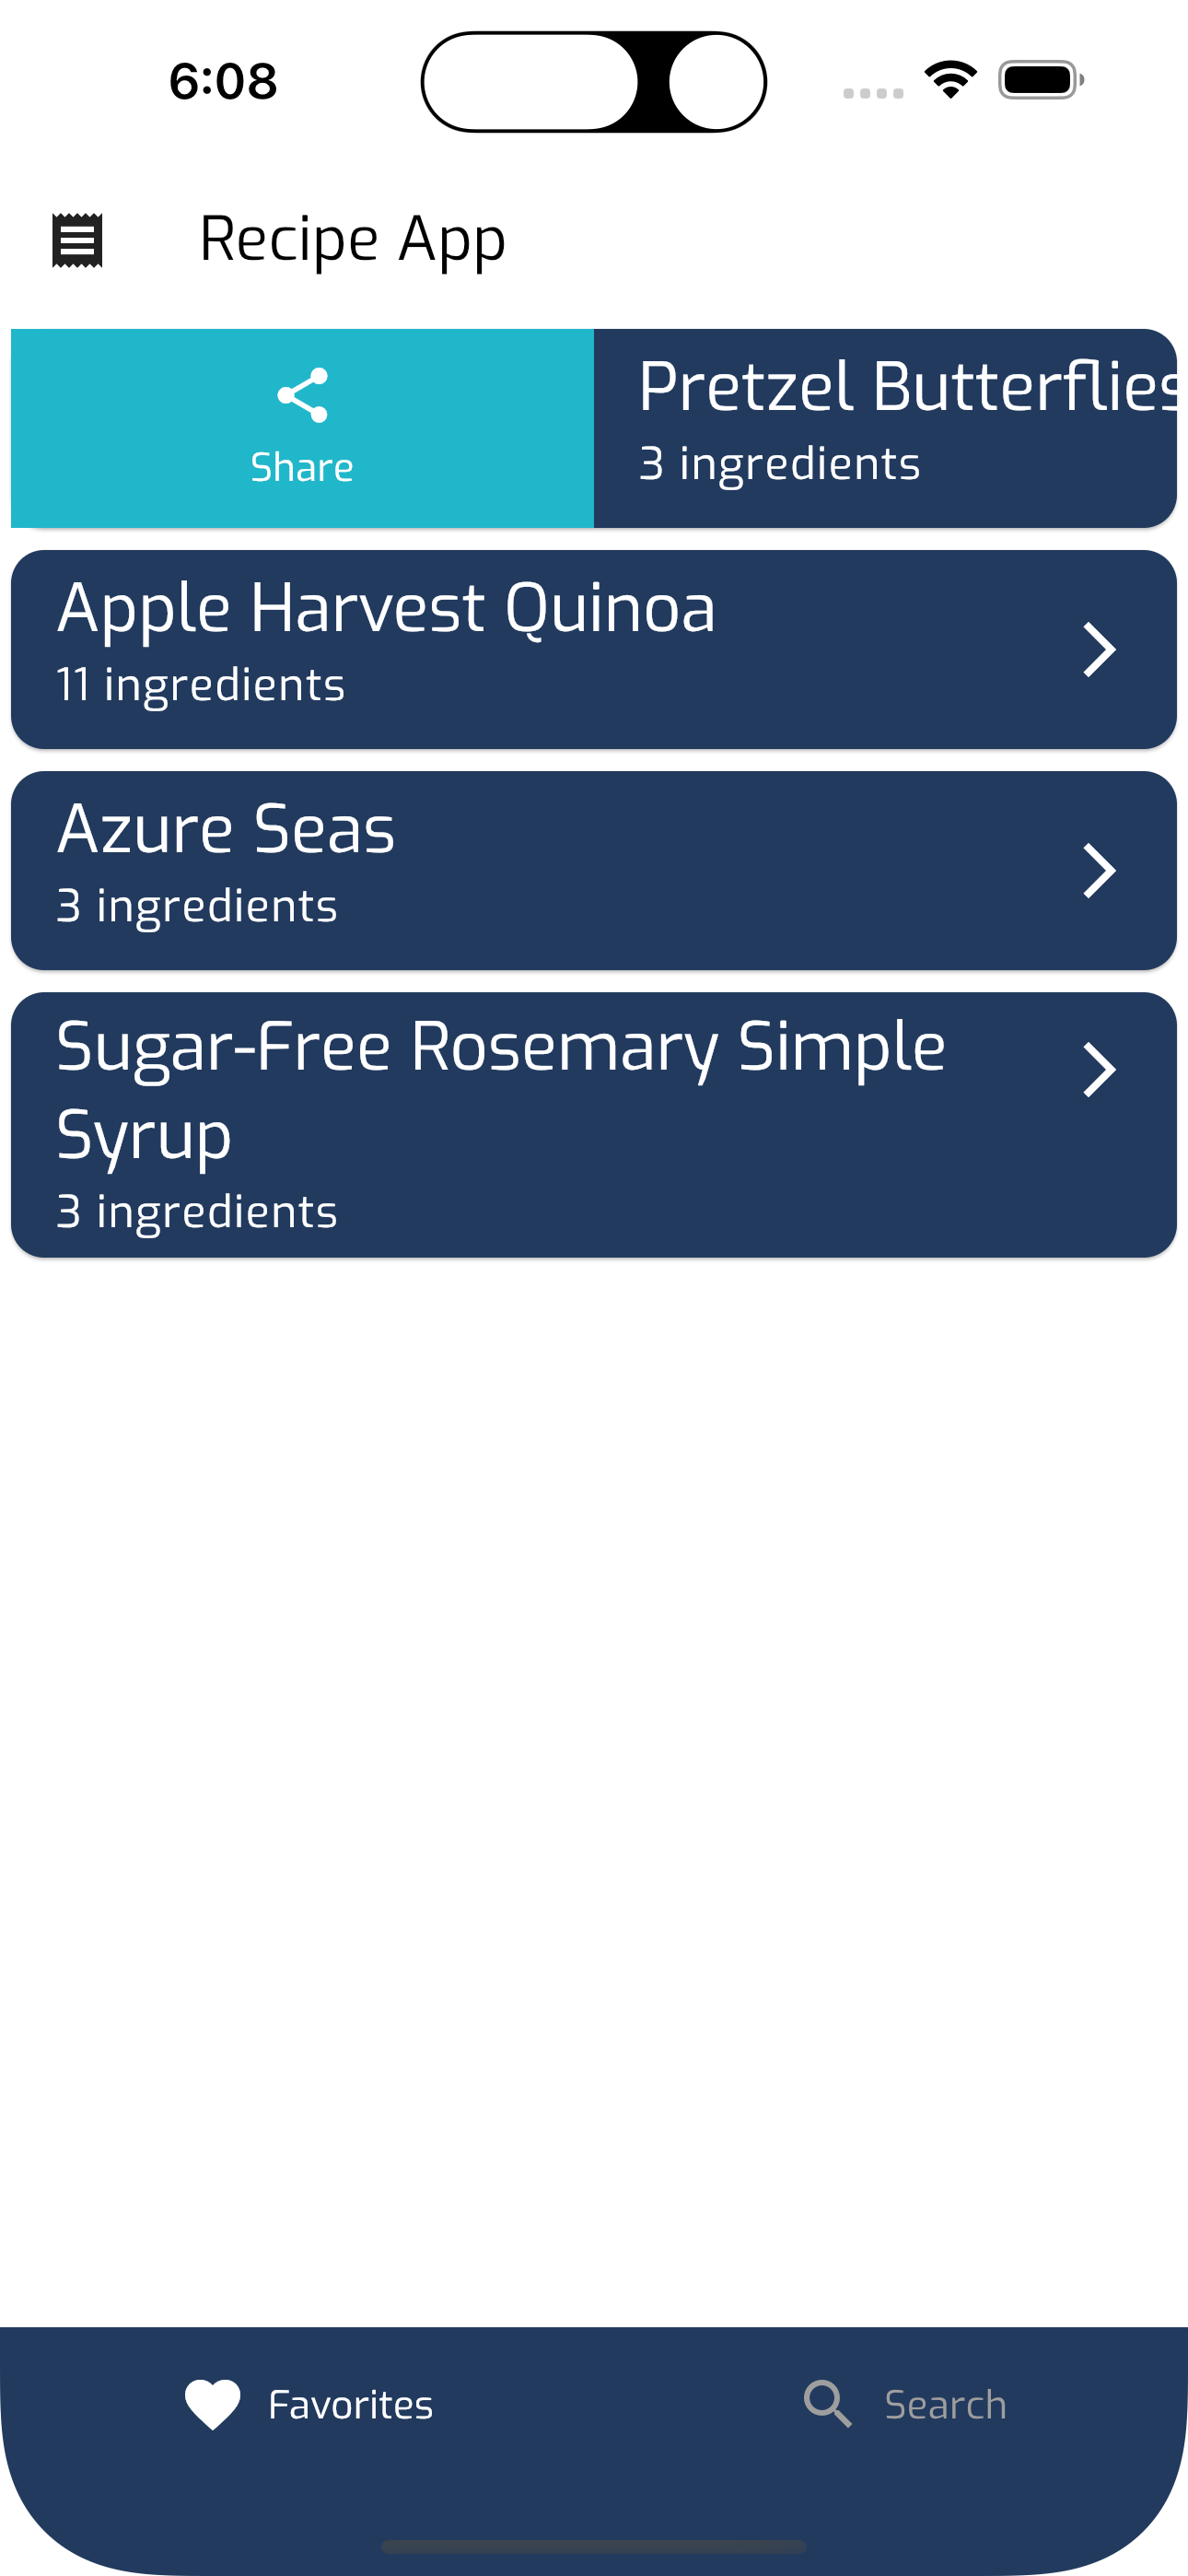 6:08
Recipe App
Share
Pretzel Butterflies
3 ingredients
Apple Harvest Quinoa
11 ingredients
Azure Seas
3 ingredients
Sugar-Free Rosemary Simple
Syrup
3 ingredients
Favorites
Search